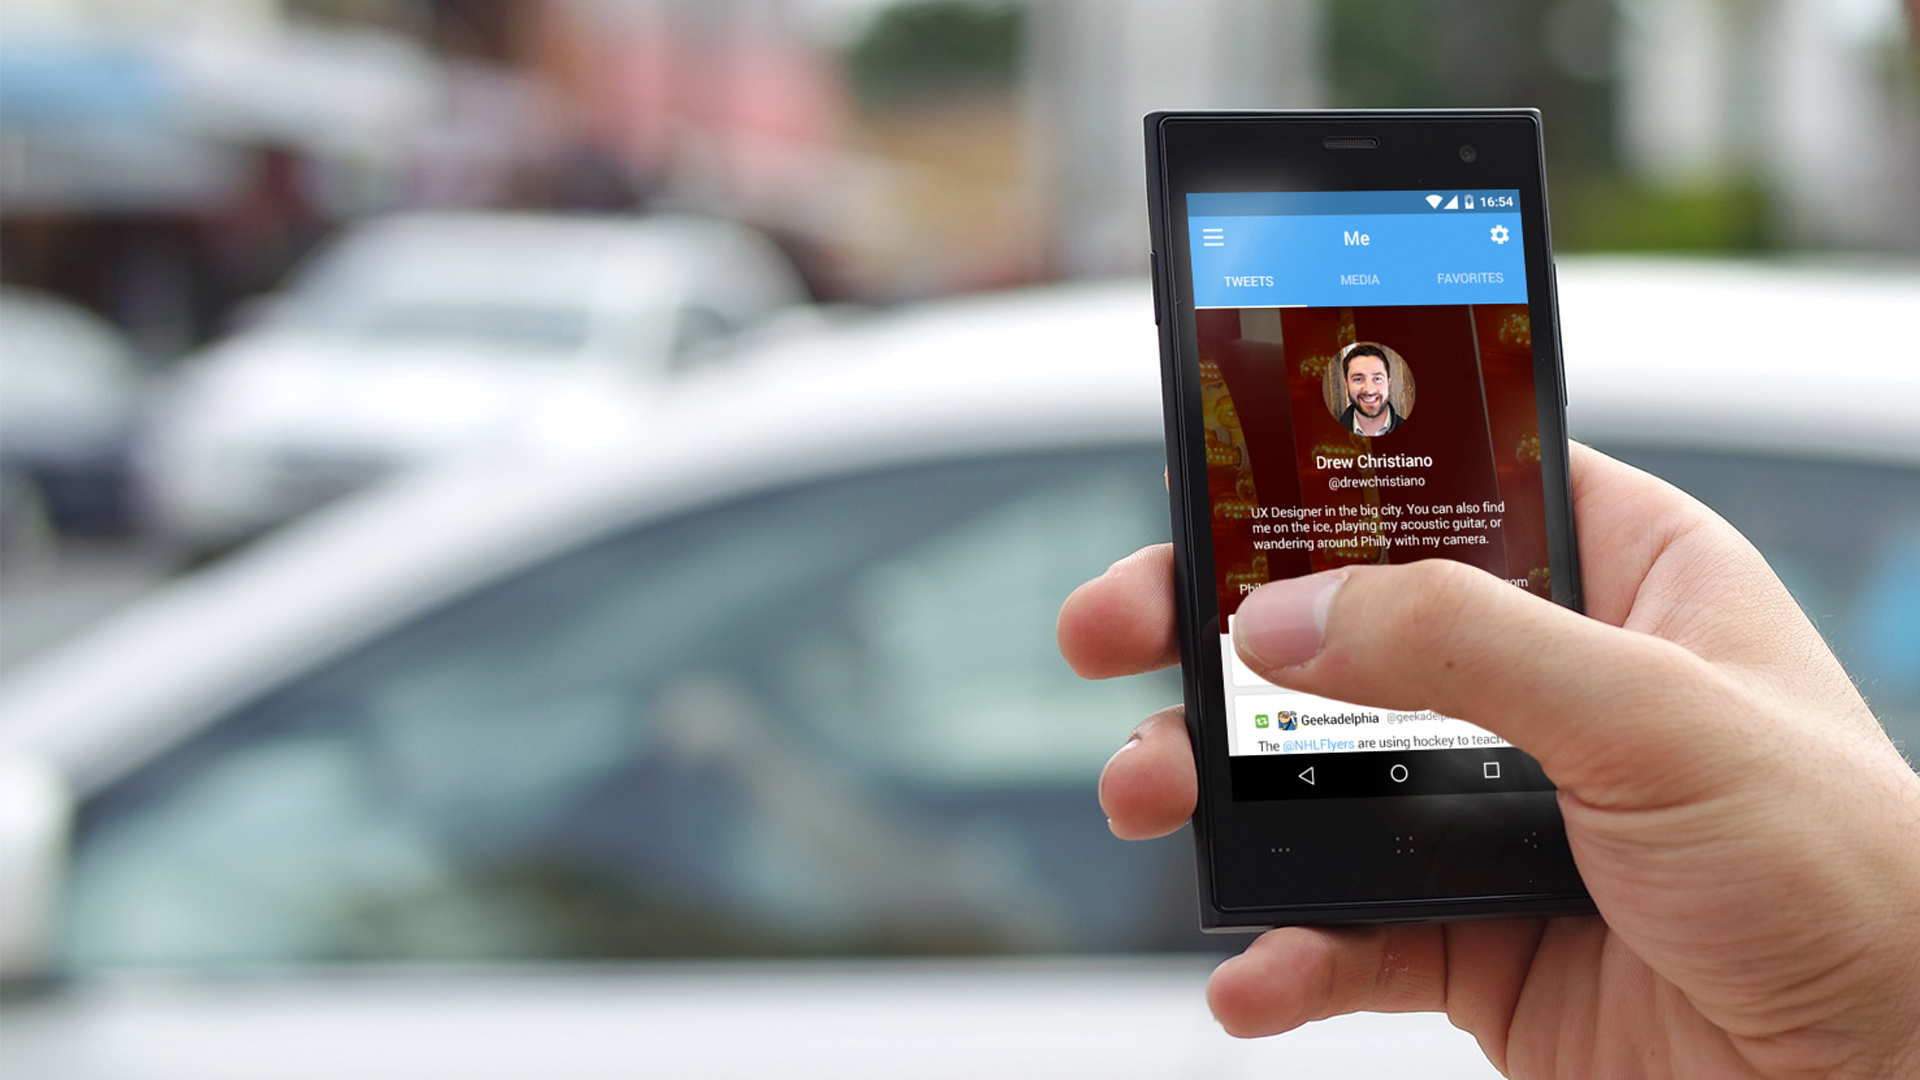 16:54
Me
TWEETS MEDIA FAVORITES
Drew Christiano
@drewchristiano
UX Designer in the big city. You can also find
me on the ice, playing my acoustic guitar, or
wandering around Philly with my camera.
Geekadelphia
The @NHLFlyers are using hockey to teach